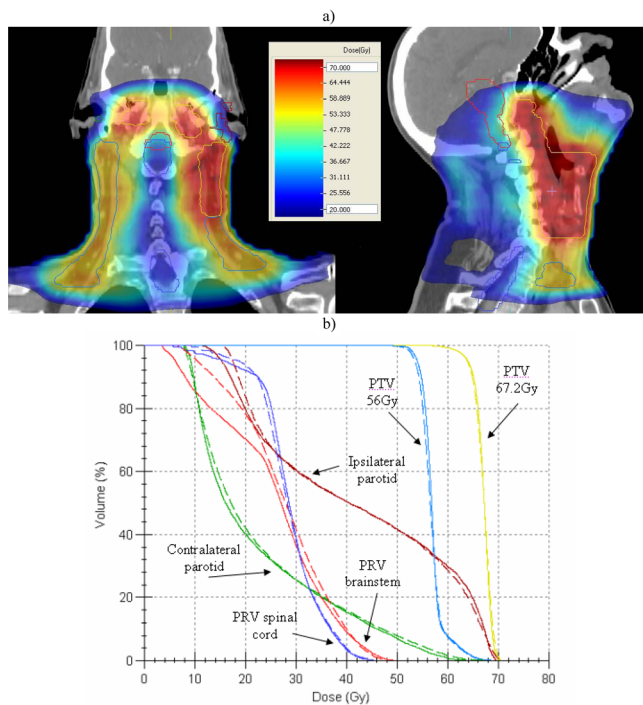 a)
Dose(Gy)
70.000
64.444
58.889
53.333
47.778
42.222
36.667
31.111
25.556
20.000
b)
100
80
60
40
20
0
Volume (%)
PTV
56Gy
PTV
67.2Gy
Ipsilateral
parotid
Contralateral
parotid
PRV
brainstem
PRV spinal
cord
0
10
20
30
40
50
60
70
80
Dose (Gy)